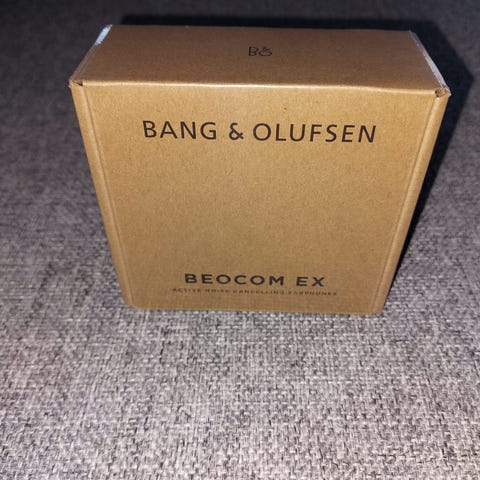 B&O
BANG & OLUFSEN
BEOCOM EX
ACTIVE NOISE CANCELLING EARPHONES